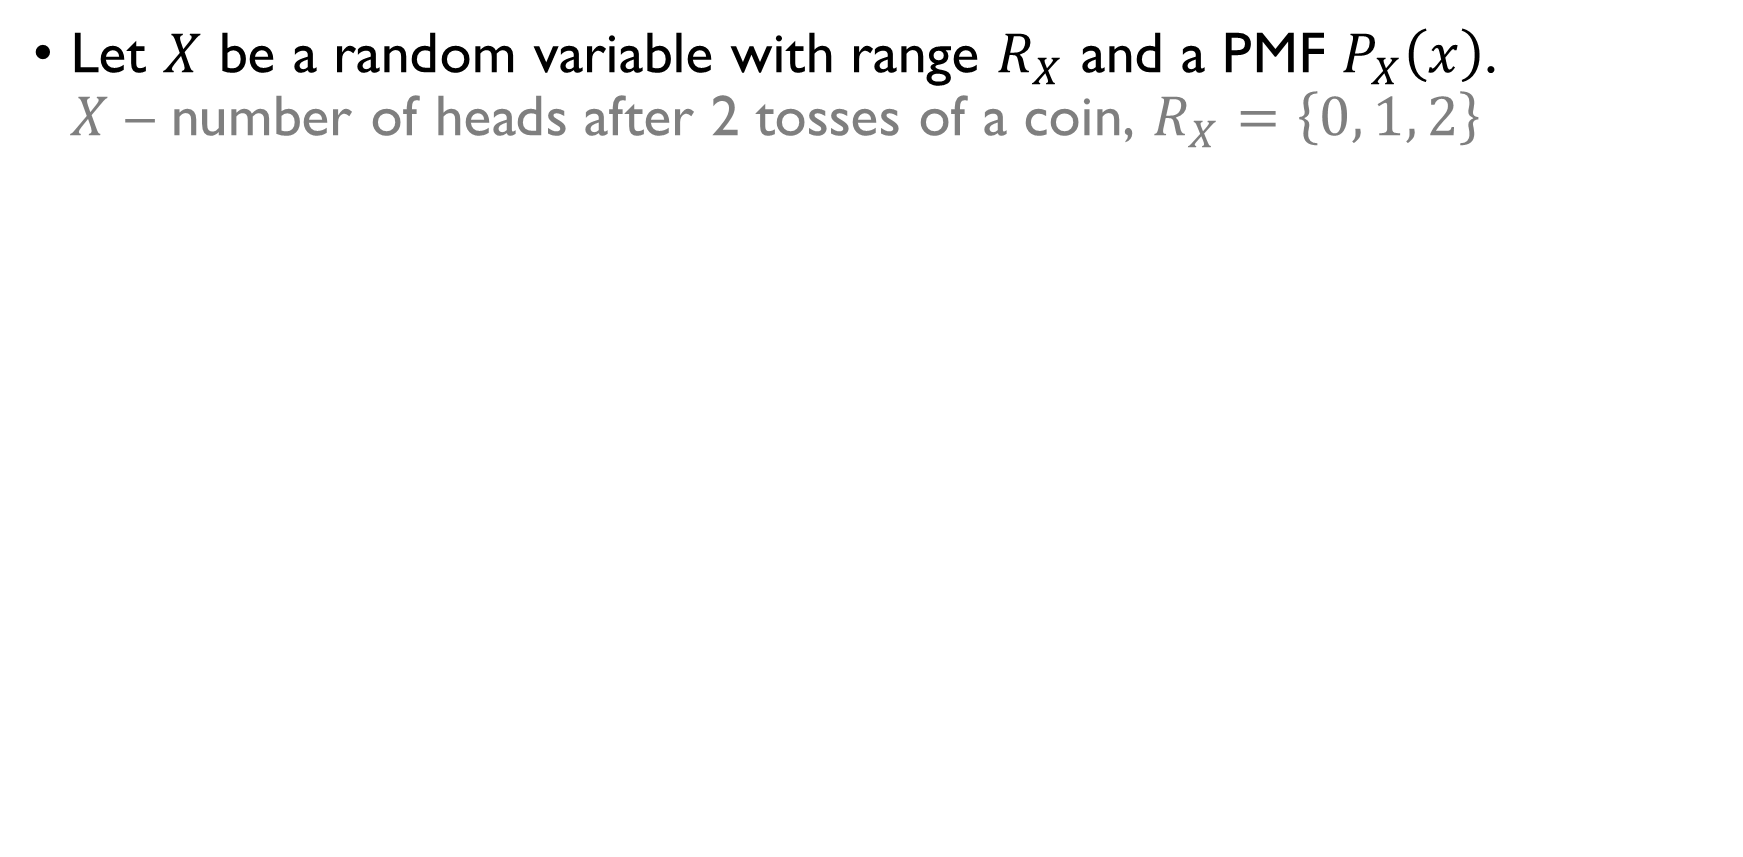 • Let X be a random variable with range R_X and a PMF P_X(x).
X – number of heads after 2 tosses of a coin, R_X = {0, 1, 2}